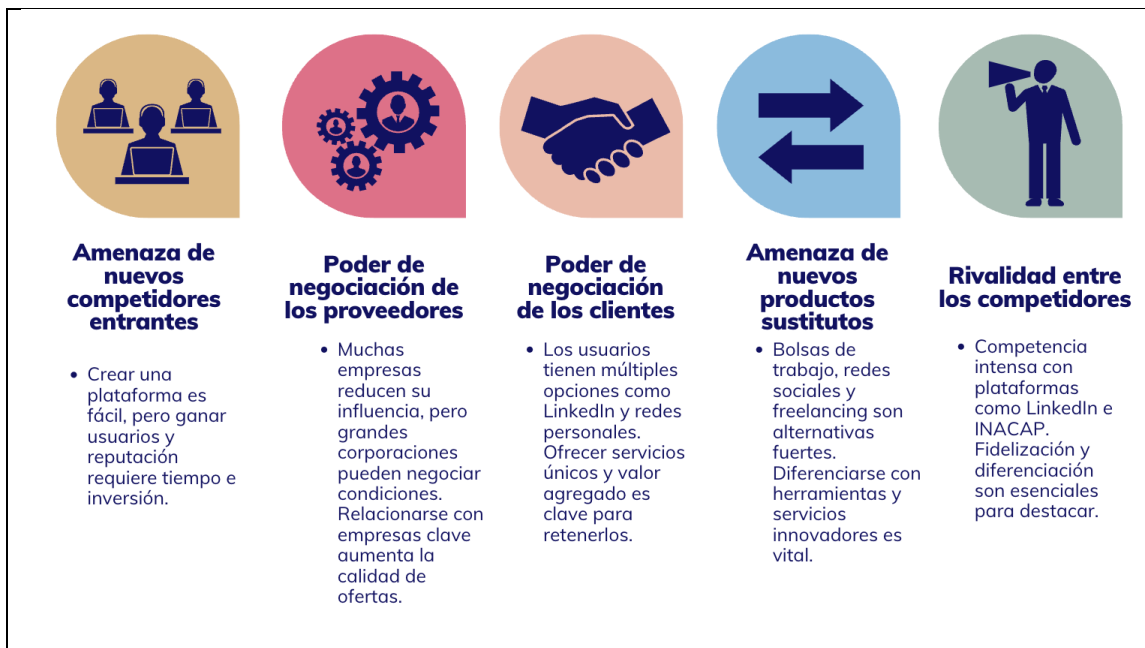 Amenaza de
nuevos
competidores
entrantes
• Crear una
plataforma es
fácil, pero ganar
usuarios y
reputación
requiere tiempo e
inversión.
Poder de
negociación de
los proveedores
• Muchas
empresas
reducen su
influencia, pero
grandes
corporaciones
pueden negociar
condiciones.
Relacionarse con
empresas clave
aumenta la
calidad de
ofertas.
Poder de
negociación
de los clientes
• Los usuarios
tienen múltiples
opciones como
LinkedIn y redes
personales.
Ofrecer servicios
únicos y valor
agregado es
clave para
retenerlos.
Amenaza de
nuevos
productos
sustitutos
• Bolsas de
trabajo, redes
sociales y
freelancing son
alternativas
fuertes.
Diferenciarse con
herramientas y
servicios
innovadores es
vital.
Rivalidad entre
los competidores
• Competencia
intensa con
plataformas
como LinkedIn e
INACAP.
Fidelización y
diferenciación
son esenciales
para destacar.